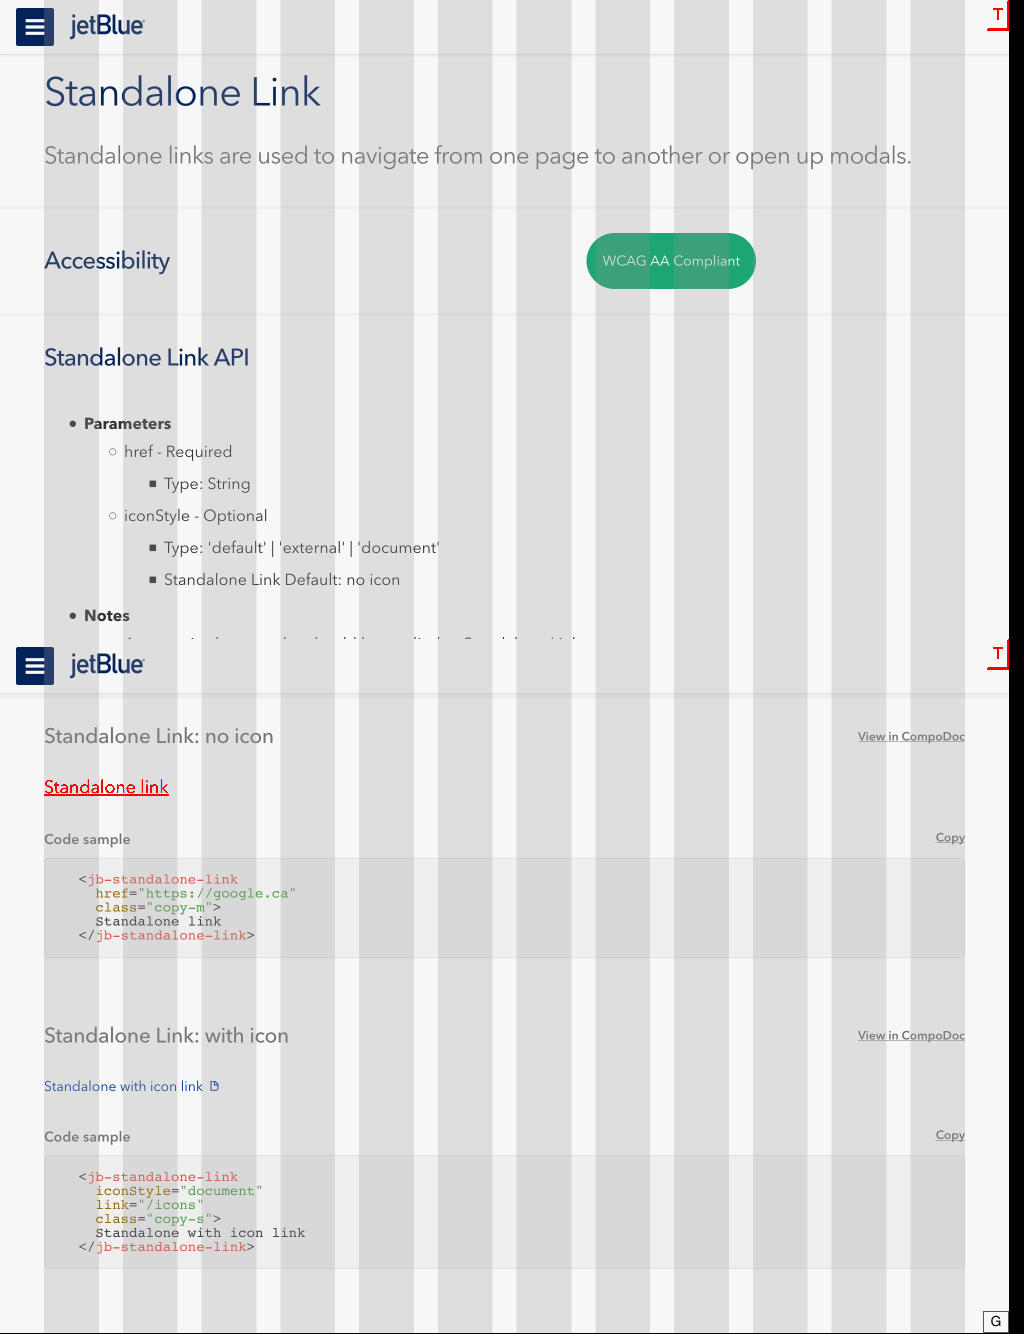 jetBlue
T
Standalone Link
Standalone links are used to navigate from one page to another or open up modals.
Accessibility
WCAG AA Compliant
Standalone Link API
Parameters
href - Required
Type: String
iconStyle - Optional
Type: 'default' | 'external' | 'document'
Standalone Link Default: no icon
Notes
jetBlue
T
Standalone Link: no icon
View in CompoDoc
Standalone link
Code sample
Copy
<jb-standalone-link
href="https://google.ca"
class="copy-m">
Standalone link
</jb-standalone-link>
Standalone Link: with icon
View in CompoDoc
Standalone with icon link
Code sample
Copy
<jb-standalone-link
iconStyle="document"
link="/icons"
class="copy-s">
Standalone with icon link
</jb-standalone-link>
G